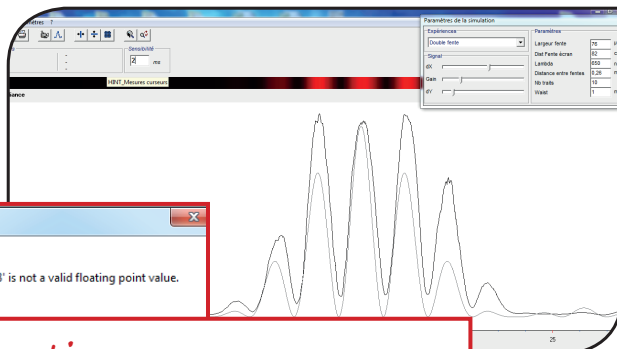 ?
Sensibilité
2 ms
HINT_Mesures curseurs
Paramètres de la simulation
Expériences
Double fente
Signal
dX
Gain
dY
Paramètres
Largeur fente 76
Dist Fente écran 82
Lambda 650
Distance entre fentes 0,26
Nb traits 10
Waist 1
is not a valid floating point value.
25